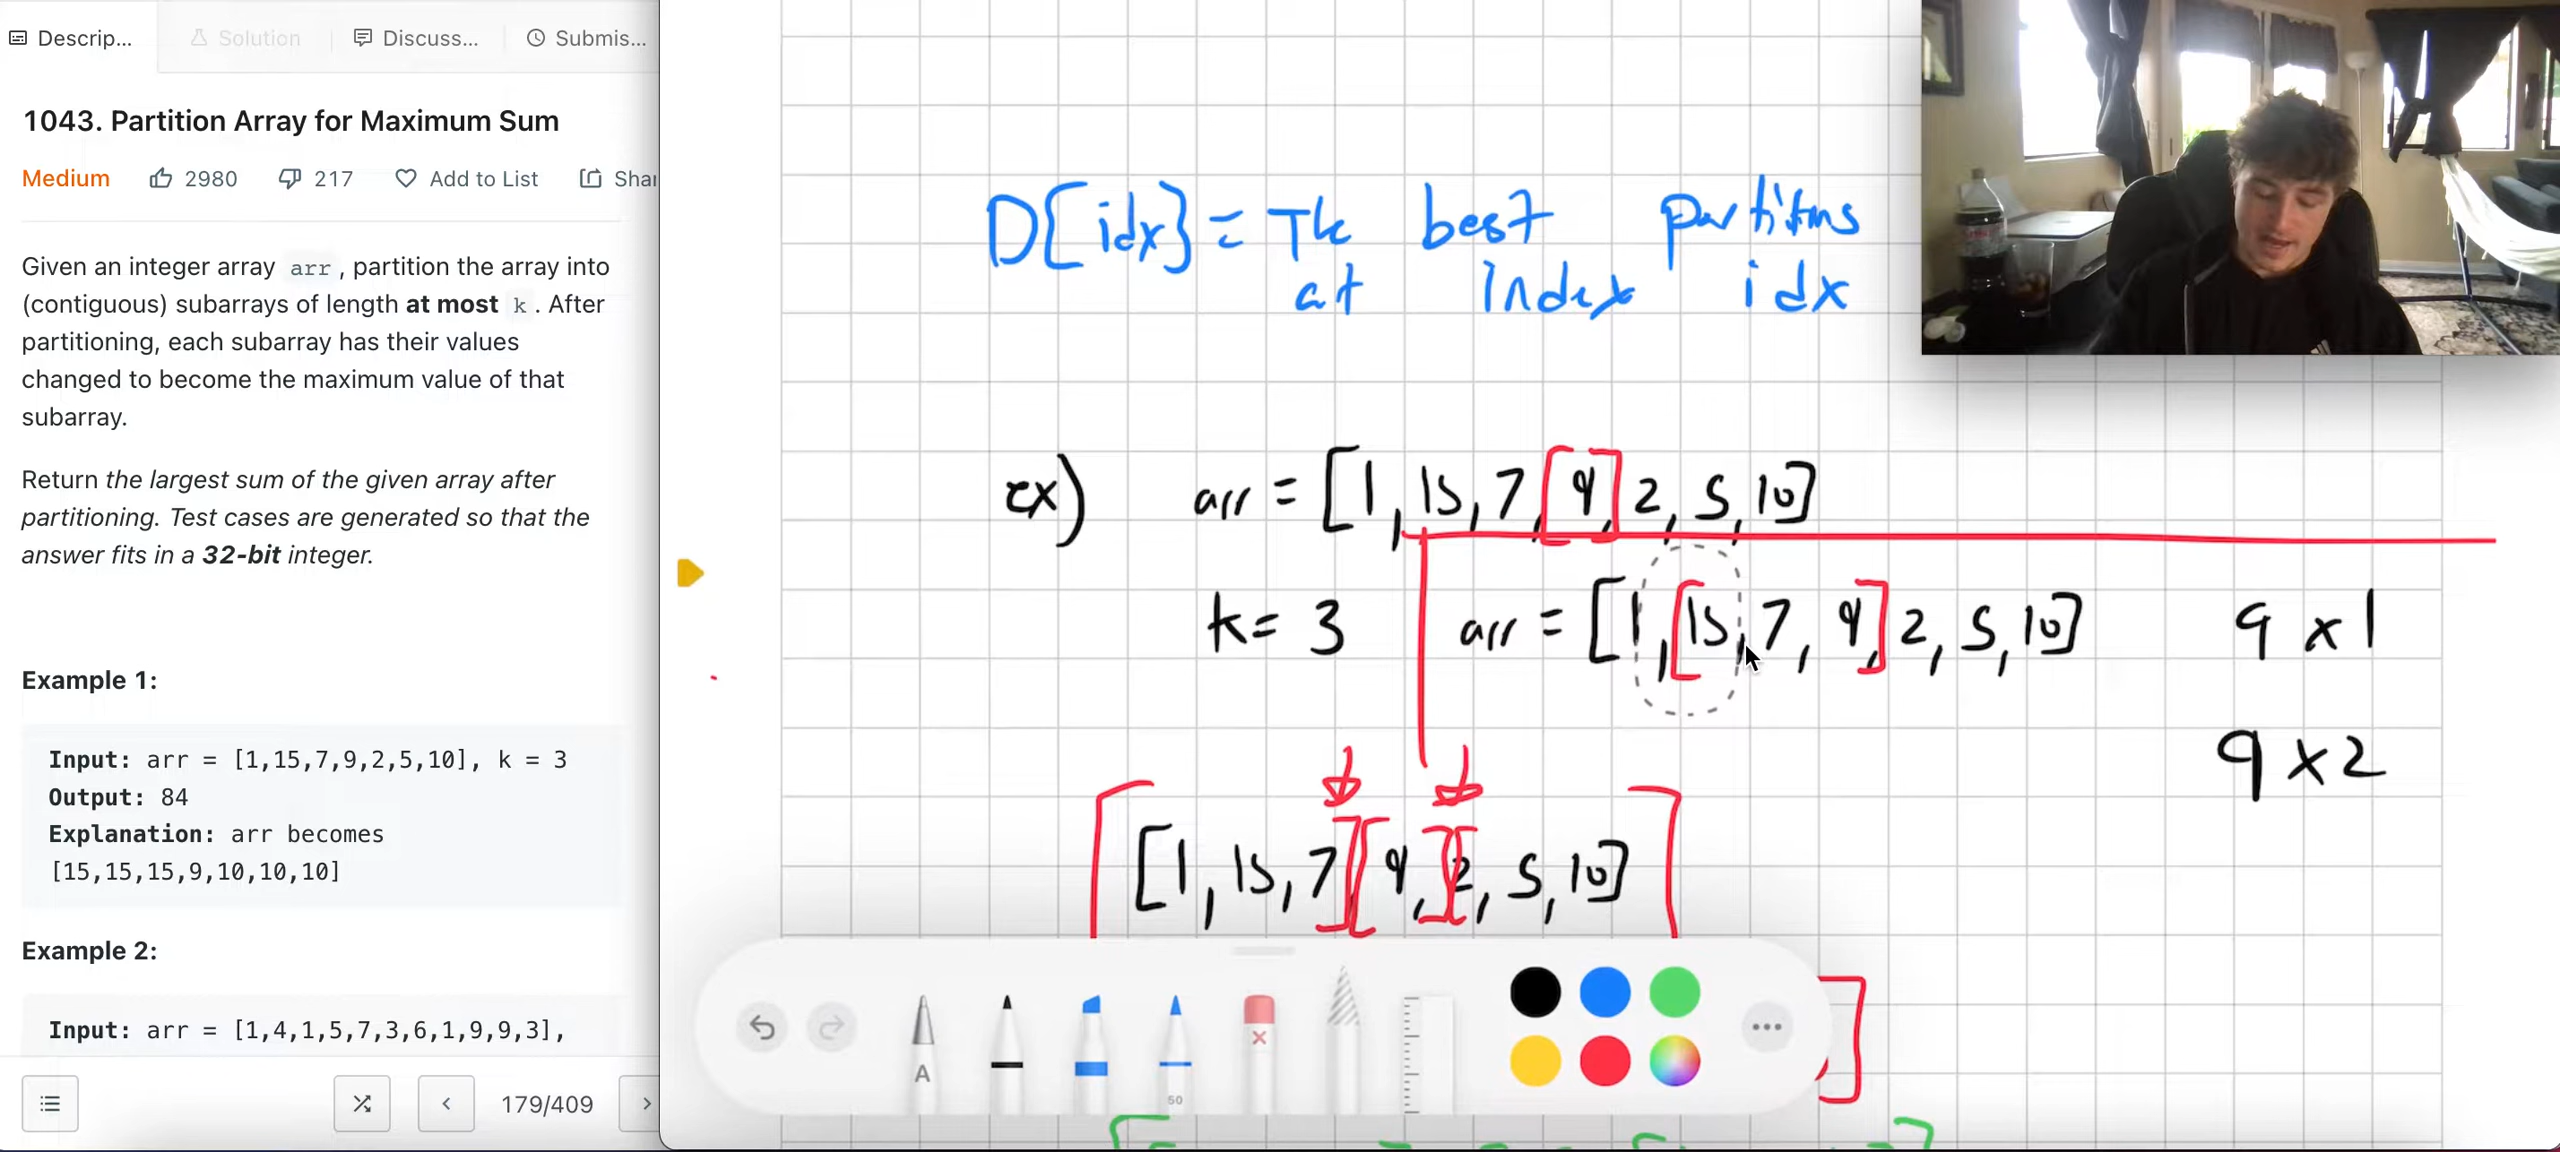 Descrip...
Solution
Discuss...
Submis...
1043. Partition Array for Maximum Sum
Medium
2980
217
Add to List
Shar
Given an integer array arr , partition the array into
(contiguous) subarrays of length at most k . After
partitioning, each subarray has their values
changed to become the maximum value of that
subarray.
Return the largest sum of the given array after
partitioning. Test cases are generated so that the
answer fits in a 32-bit integer.
Example 1:
Input: arr = [1,15,7,9,2,5,10], k = 3
Output: 84
Explanation: arr becomes
[15,15,15,9,10,10,10]
Example 2:
Input: arr = [1,4,1,5,7,3,6,1,9,9,3],
179/409
D[idx] = The best partitions
at index idx
ex) arr = [1, 15, 7, [9,] 2, 5, 10]
k = 3
arr = [1, [15, 7, 9,] 2, 5, 10]
9 x 1
9 x 2
[[1, 15, 7][9,][2, 5, 10]]
A
50